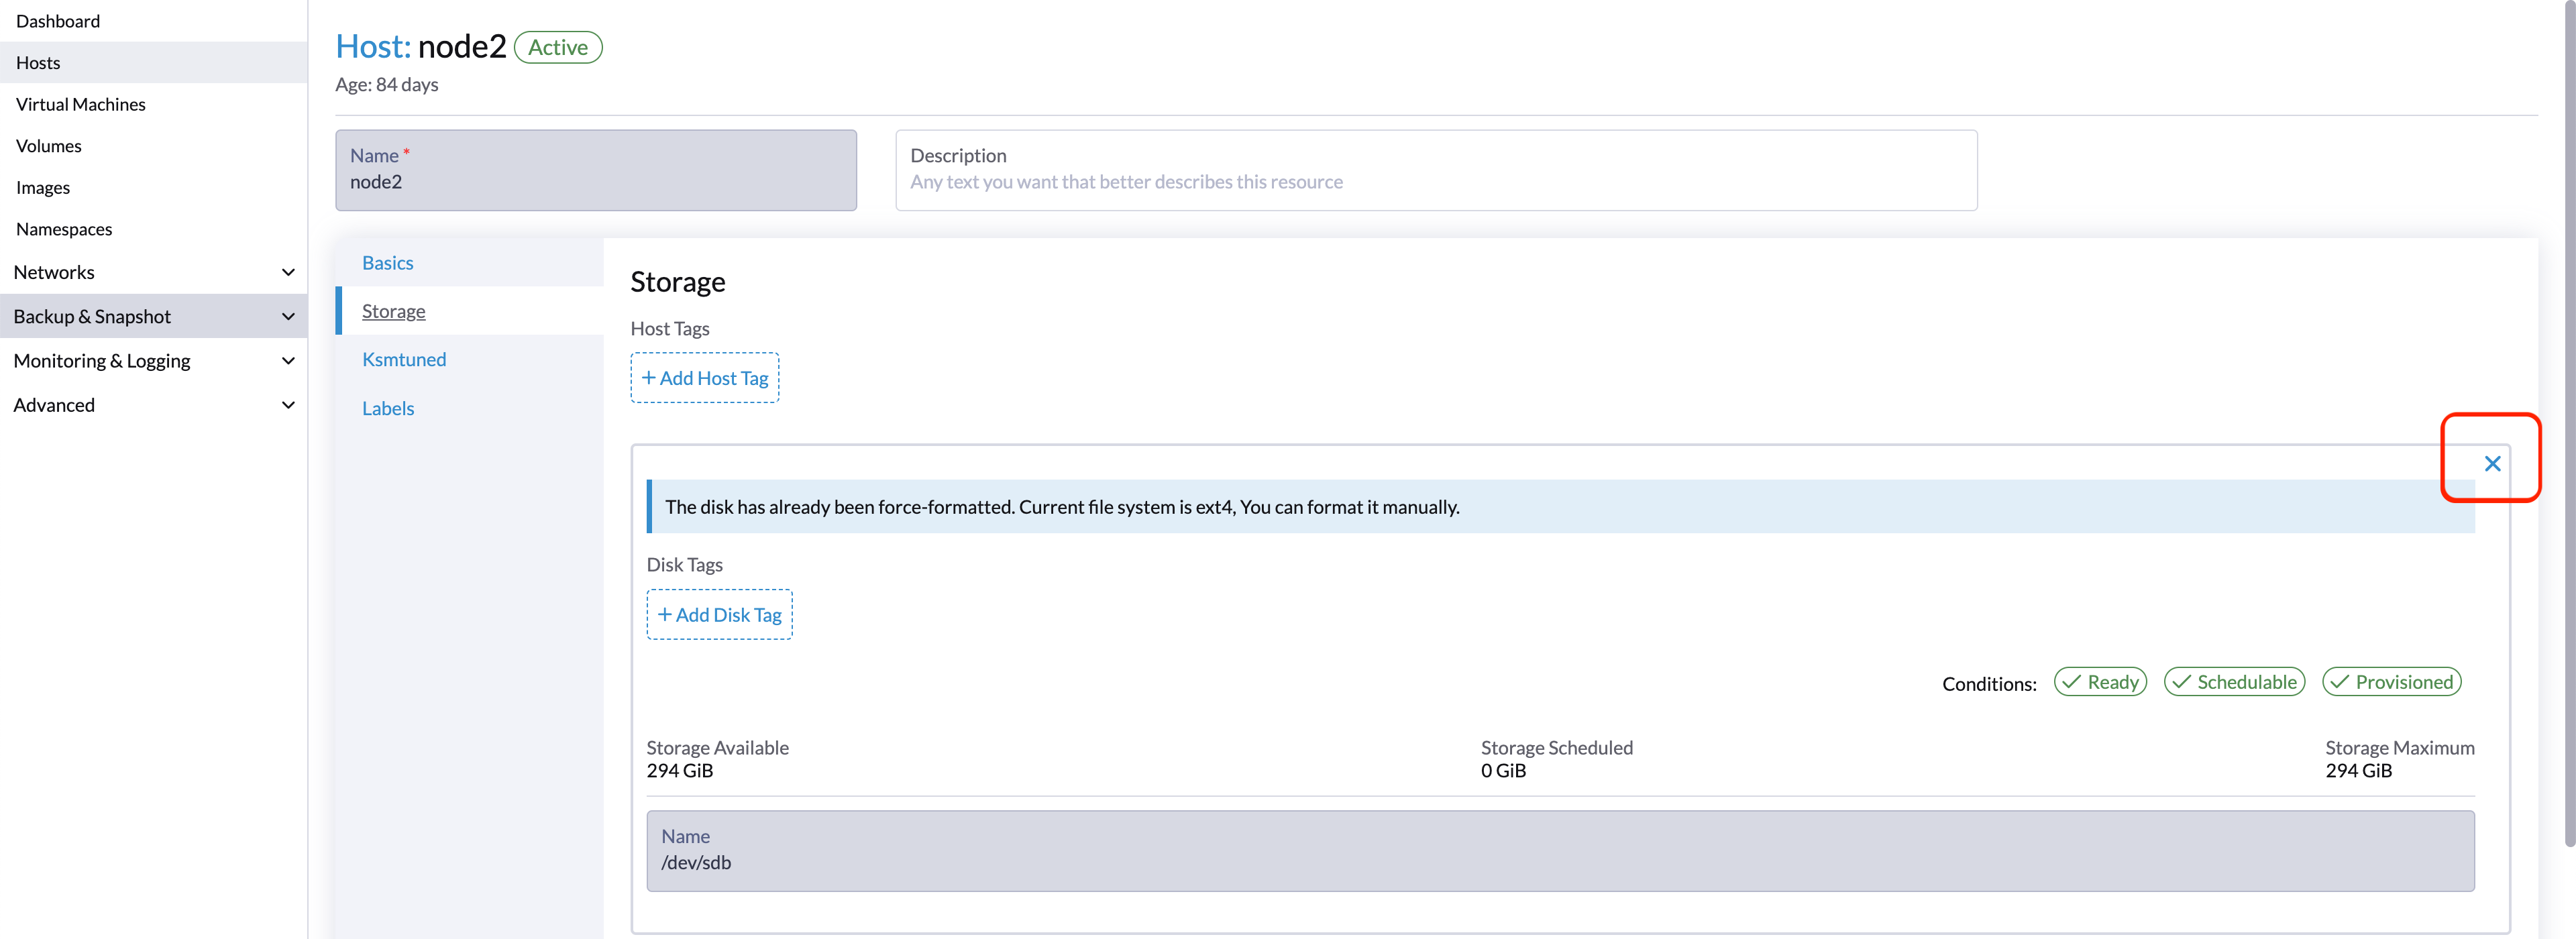 Dashboard
Hosts
Virtual Machines
Volumes
Images
Namespaces
Networks
Backup & Snapshot
Monitoring & Logging
Advanced
Host: node2 Active
Age: 84 days
Name *
node2
Description
Any text you want that better describes this resource
Basics
Storage
Ksmtuned
Labels
Storage
Host Tags
+ Add Host Tag
The disk has already been force-formatted. Current file system is ext4, You can format it manually.
Disk Tags
+ Add Disk Tag
Conditions: Ready Schedulable Provisioned
Storage Available
294 GiB
Storage Scheduled
0 GiB
Storage Maximum
294 GiB
Name
/dev/sdb